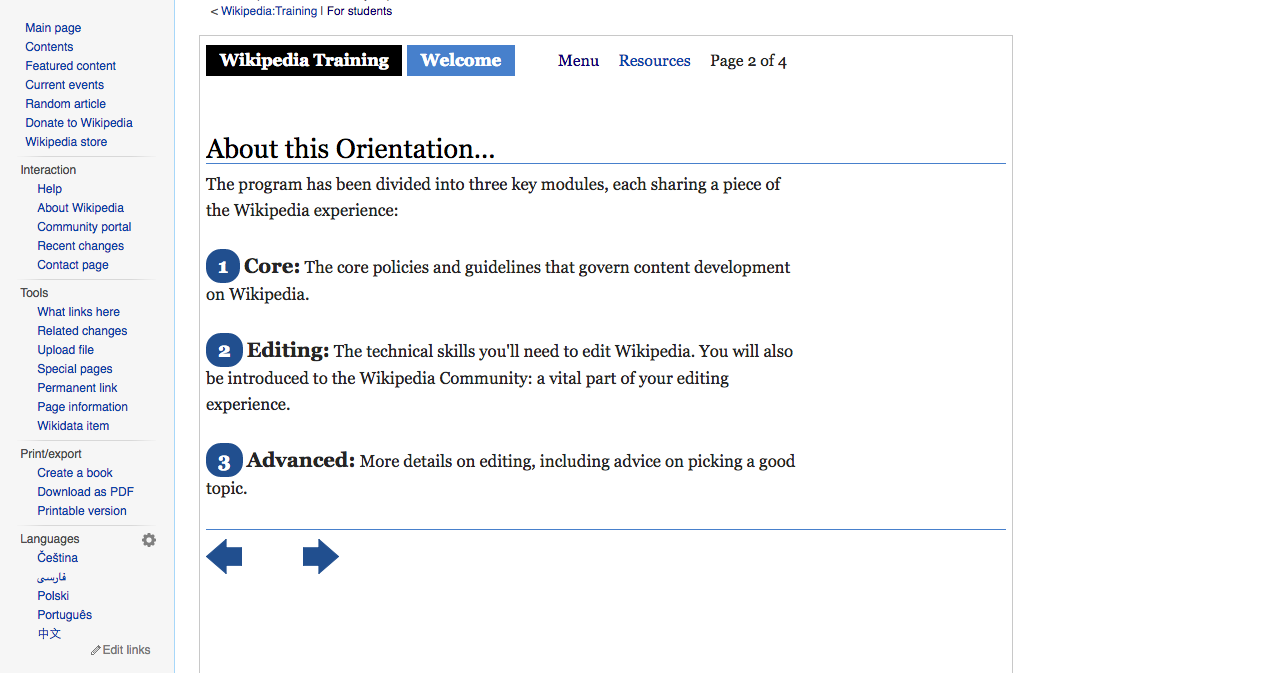 Main page
Contents
Featured content
Current events
Random article
Donate to Wikipedia
Wikipedia store
Interaction
Help
About Wikipedia
Community portal
Recent changes
Contact page
Tools
What links here
Related changes
Upload file
Special pages
Permanent link
Page information
Wikidata item
Print/export
Create a book
Download as PDF
Printable version
Languages
Čeština
فارسی
Polski
Português
中文
Edit links
< Wikipedia:Training | For students
Wikipedia Training Welcome Menu Resources Page 2 of 4
About this Orientation...
The program has been divided into three key modules, each sharing a piece of
the Wikipedia experience:
1 Core: The core policies and guidelines that govern content development
on Wikipedia.
2 Editing: The technical skills you'll need to edit Wikipedia. You will also
be introduced to the Wikipedia Community: a vital part of your editing
experience.
3 Advanced: More details on editing, including advice on picking a good
topic.